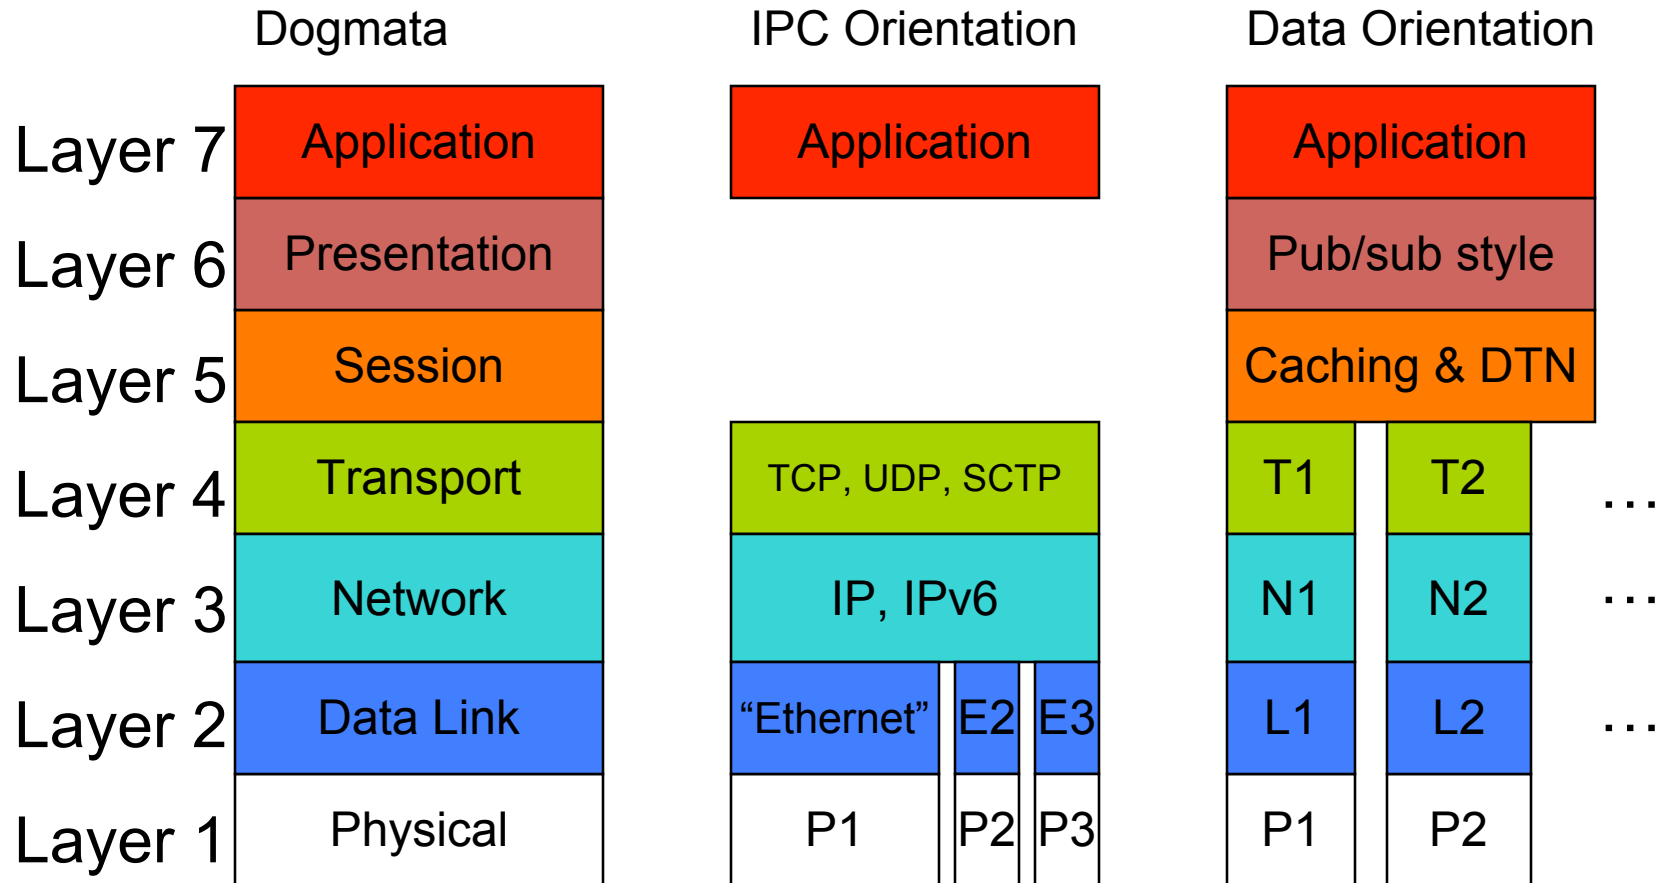 Dogmata IPC Orientation Data Orientation
Layer 7 Application Application Application
Layer 6 Presentation Pub/sub style
Layer 5 Session Caching & DTN
Layer 4 Transport TCP, UDP, SCTP T1 T2 ...
Layer 3 Network IP, IPv6 N1 N2 ...
Layer 2 Data Link “Ethernet” E2 E3 L1 L2 ...
Layer 1 Physical P1 P2 P3 P1 P2